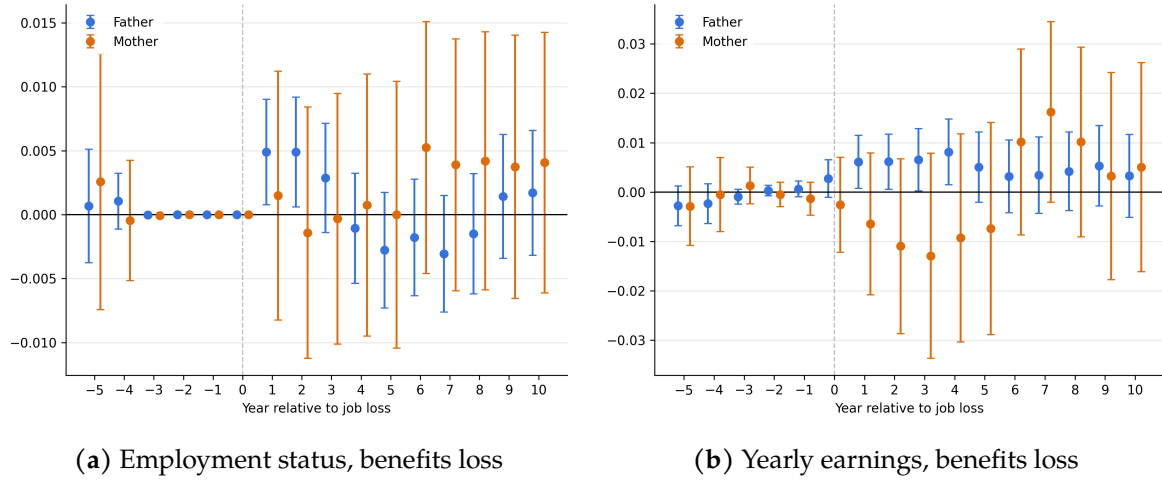 Father
Mother
0.015
0.010
0.005
0.000
−0.005
−0.010
−5 −4 −3 −2 −1 0 1 2 3 4 5 6 7 8 9 10
Year relative to job loss
(a) Employment status, benefits loss
Father
Mother
0.03
0.02
0.01
0.00
−0.01
−0.02
−0.03
−5 −4 −3 −2 −1 0 1 2 3 4 5 6 7 8 9 10
Year relative to job loss
(b) Yearly earnings, benefits loss